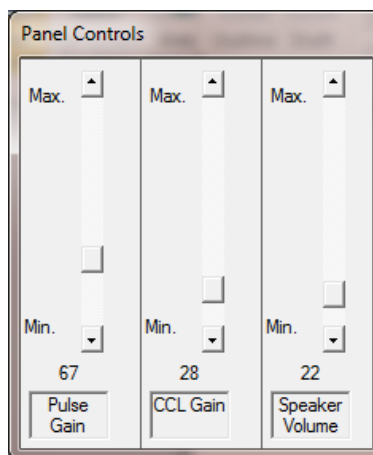 Panel Controls
Max. Max. Max.
Min. Min. Min.
67 28 22
Pulse Gain CCL Gain Speaker Volume